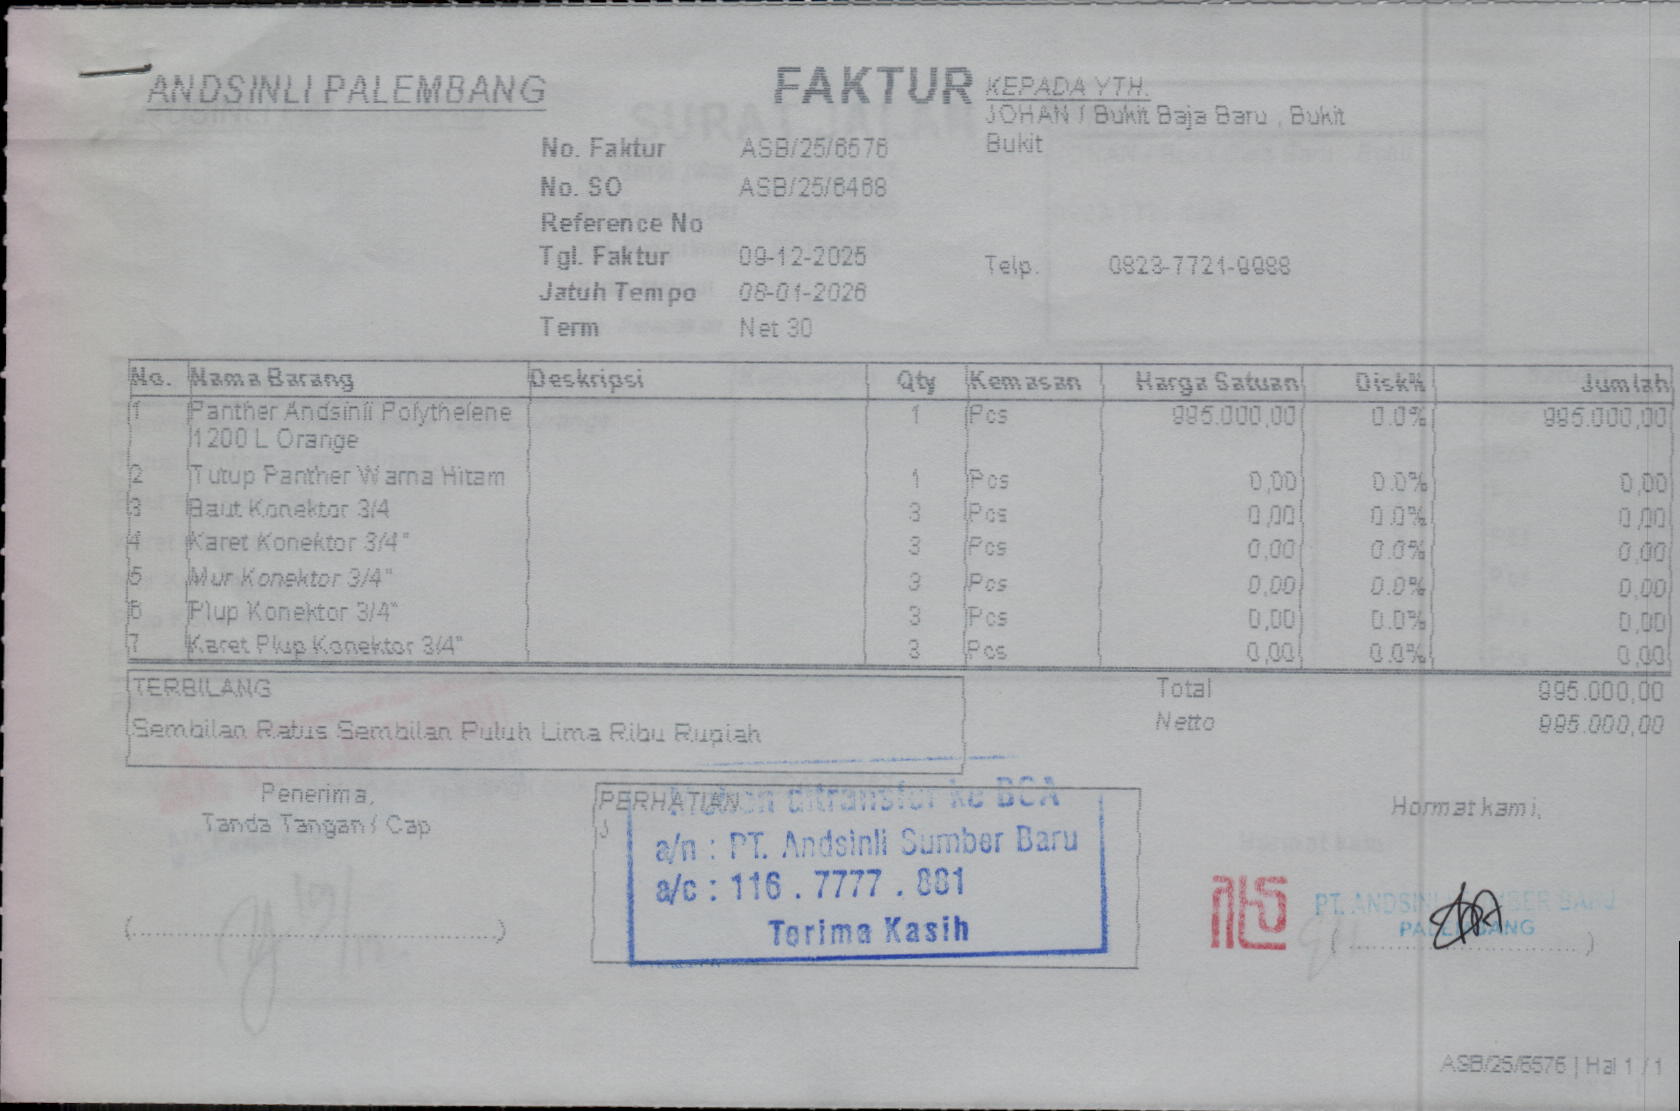 ANDSINLI PALEMBANG
FAKTUR
KEPADA YTH.
JOHAN / Bukit Baja Baru , Bukit
Bukit
No. Faktur ASB/25/6576
No. SO ASB/25/6468
Reference No
Tgl. Faktur 09-12-2025
Jatuh Tempo 08-01-2026
Term Net 30
Telp. 0823-7721-9988
No. Nama Barang Deskripsi Qty Kemasan Harga Satuan Disk% Jumlah
1 Panther Andsinli Polythelene 1 Pcs 995.000,00 0.0% 995.000,00
1200 L Orange
2 Tutup Panther Warna Hitam 1 Pcs 0,00 0.0% 0,00
3 Baut Konektor 3/4 3 Pcs 0,00 0.0% 0,00
4 Karet Konektor 3/4" 3 Pcs 0,00 0.0% 0,00
5 Mur Konektor 3/4" 3 Pcs 0,00 0.0% 0,00
6 Plup Konektor 3/4" 3 Pcs 0,00 0.0% 0,00
7 Karet Plup Konektor 3/4" 3 Pcs 0,00 0.0% 0,00
TERBILANG
Sembilan Ratus Sembilan Puluh Lima Ribu Rupiah
Total 995.000,00
Netto 995.000,00
Penerima,
Tanda Tangan / Cap
(..............................)
PERHATIAN
ditransfer ke BCA
a/n : PT. Andsinli Sumber Baru
a/c : 116 . 7777 . 881
Terima Kasih
Hormat kami,
PT. ANDSINLI SUMBER BARU
PALEMBANG
(..............................)
ASB/25/6576 | Hal 1 / 1